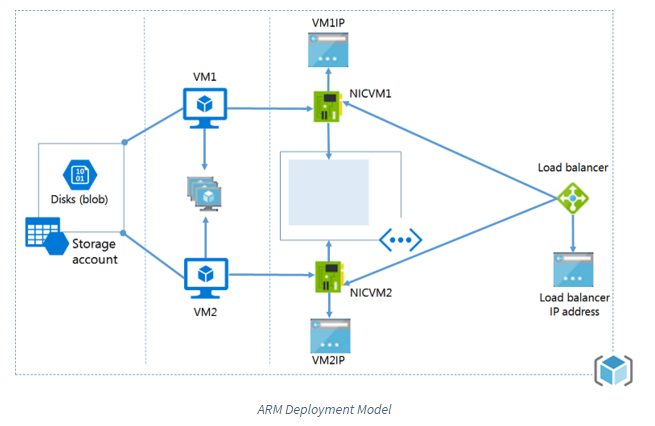 VM1IP
VM1
NICVM1
10
01
Disks (blob)
Load balancer
Storage
account
VM2
NICVM2
Load balancer
IP address
VM2IP
ARM Deployment Model